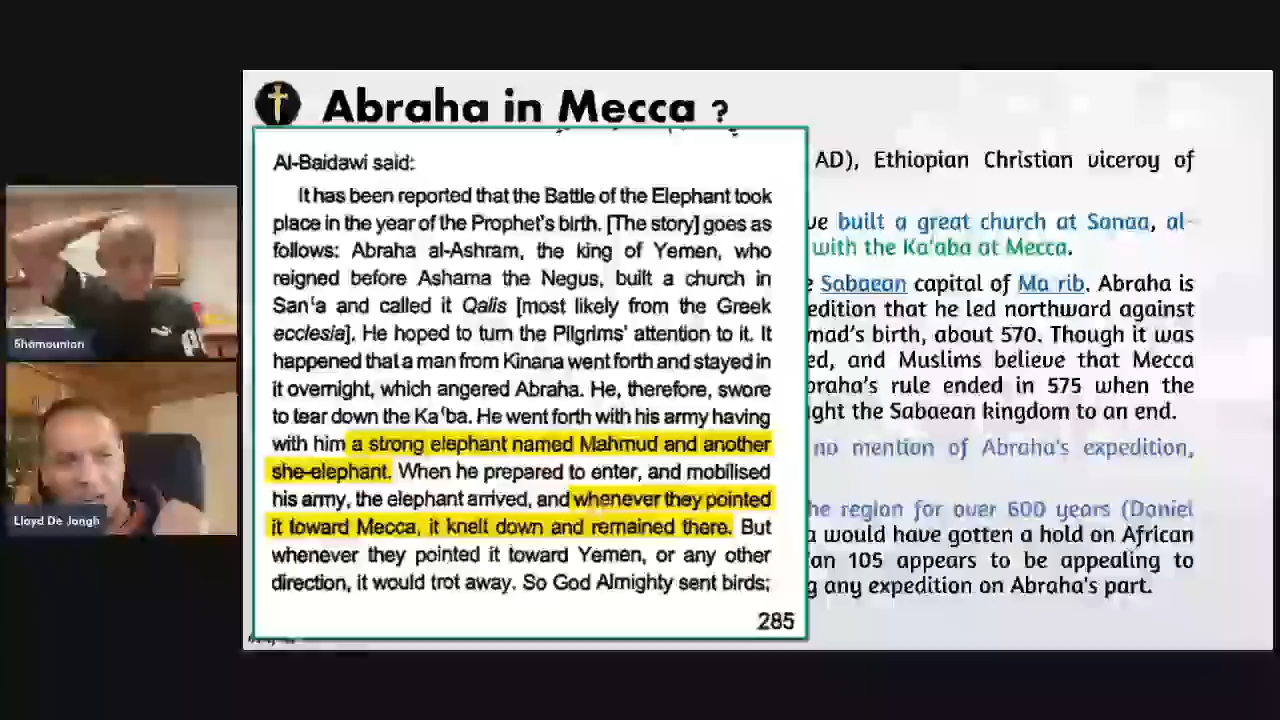 Abraha in Mecca ?
Al-Baidawi said:
It has been reported that the Battle of the Elephant took
place in the year of the Prophet's birth. [The story] goes as
follows: Abraha al-Ashram, the king of Yemen, who
reigned before Ashama the Negus, built a church in
San'a and called it Qalis [most likely from the Greek
ecclesia]. He hoped to turn the Pilgrims' attention to it. It
happened that a man from Kinana went forth and stayed in
it overnight, which angered Abraha. He, therefore, swore
to tear down the Ka'ba. He went forth with his army having
with him a strong elephant named Mahmud and another
she-elephant. When he prepared to enter, and mobilised
his army, the elephant arrived, and whenever they pointed
it toward Mecca, it knelt down and remained there. But
whenever they pointed it toward Yemen, or any other
direction, it would trot away. So God Almighty sent birds;
285
AD), Ethiopian Christian viceroy of
built a great church at Sanaa, al-
with the Ka'aba at Mecca.
Sabaean capital of Ma rib. Abraha is
edition that he led northward against
mad's birth, about 570. Though it was
ed, and Muslims believe that Mecca
braha's rule ended in 575 when the
ght the Sabaean kingdom to an end.
no mention of Abraha's expedition,
he region for over 600 years (Daniel
would have gotten a hold on African
an 105 appears to be appealing to
g any expedition on Abraha's part.
Shamounian
Lloyd De Jongh